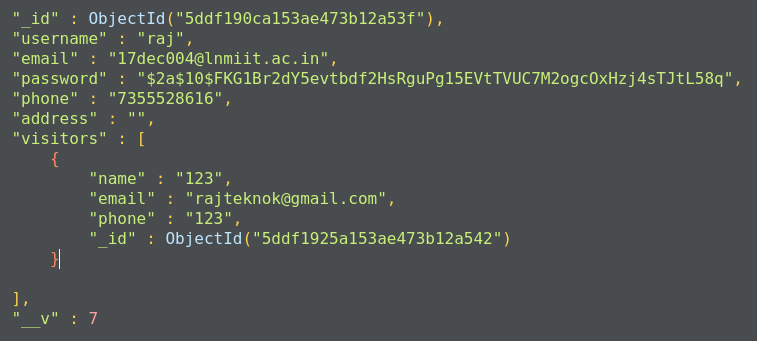 "_id" : ObjectId("5ddf190ca153ae473b12a53f"),
"username" : "raj",
"email" : "17dec004@lnmiit.ac.in",
"password" : "$2a$10$FKG1Br2dY5evtbdf2HsRguPg15EVtTVUC7M2ogcOxHzj4sTJtL58q",
"phone" : "7355528616",
"address" : "",
"visitors" : [
    {
        "name" : "123",
        "email" : "rajteknok@gmail.com",
        "phone" : "123",
        "_id" : ObjectId("5ddf1925a153ae473b12a542")
    }
],
"__v" : 7